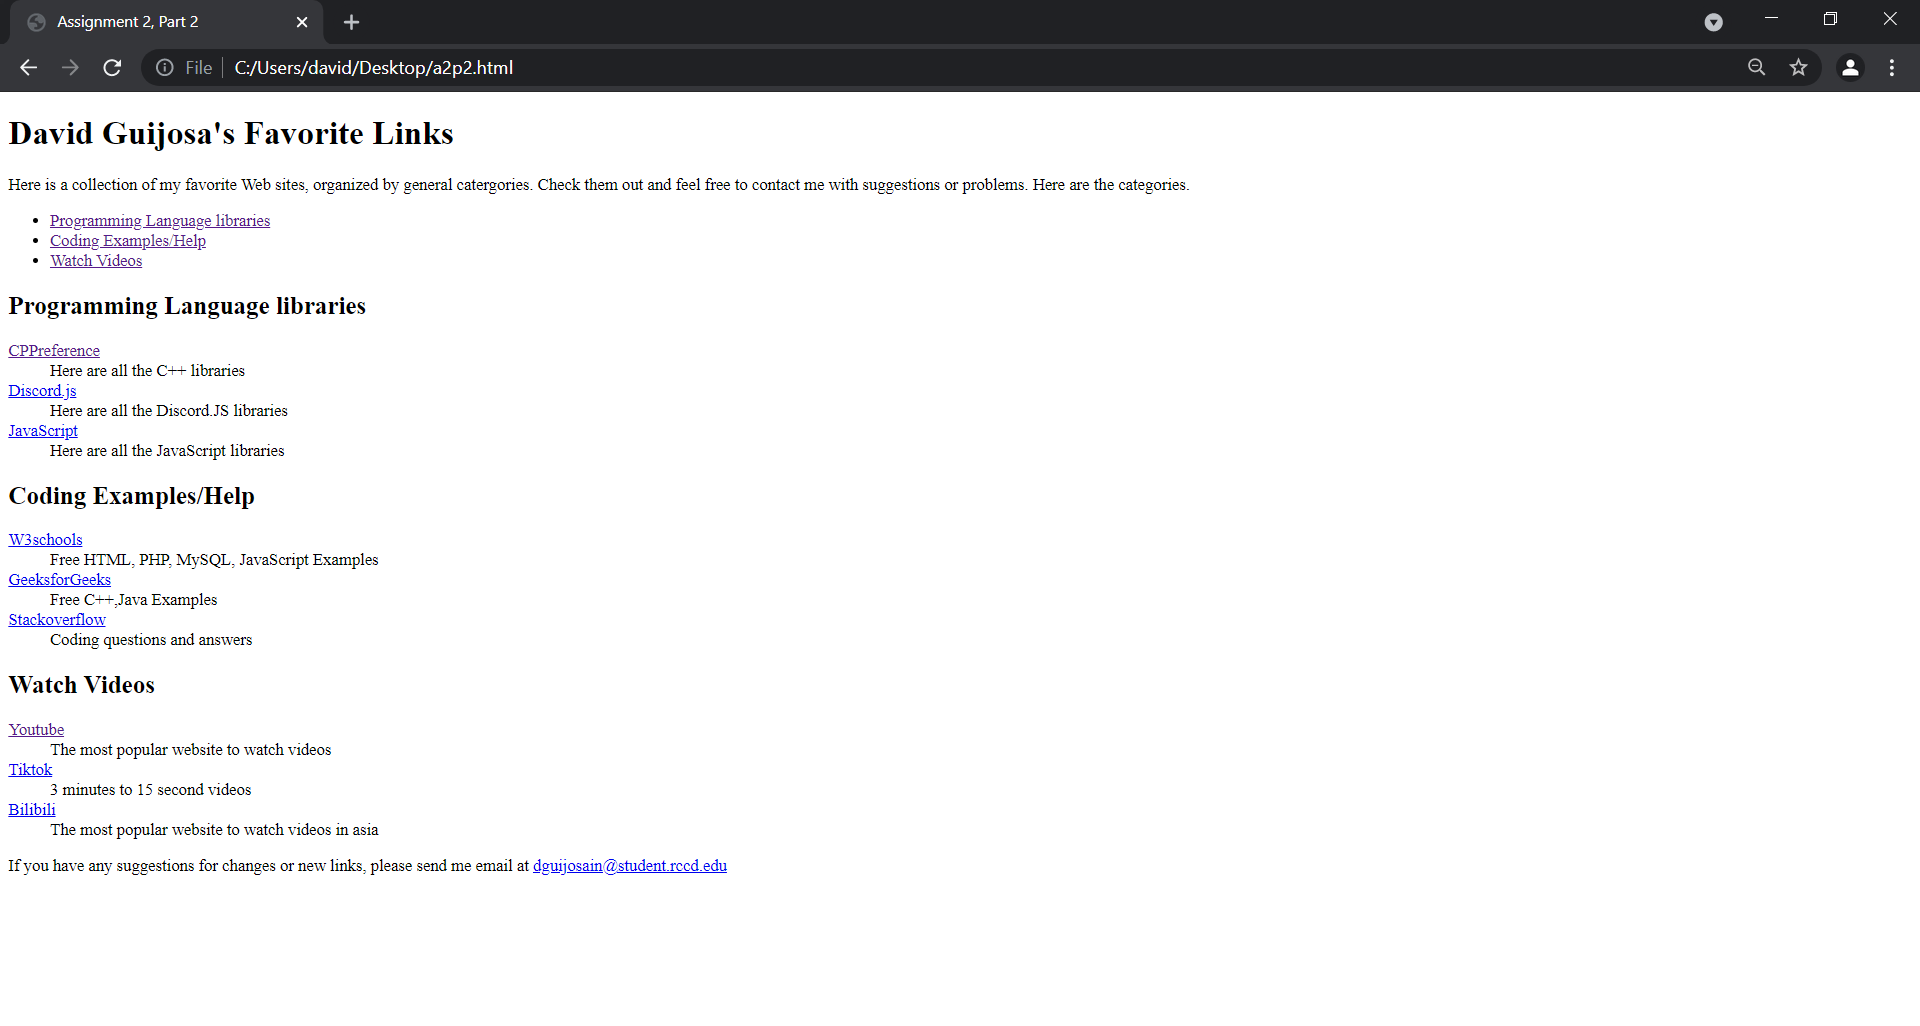 Assignment 2, Part 2
File C:/Users/david/Desktop/a2p2.html
David Guijosa's Favorite Links
Here is a collection of my favorite Web sites, organized by general catergories. Check them out and feel free to contact me with suggestions or problems. Here are the categories.
• Programming Language libraries
• Coding Examples/Help
• Watch Videos
Programming Language libraries
CPPreference
Here are all the C++ libraries
Discord.js
Here are all the Discord.JS libraries
JavaScript
Here are all the JavaScript libraries
Coding Examples/Help
W3schools
Free HTML, PHP, MySQL, JavaScript Examples
GeeksforGeeks
Free C++,Java Examples
Stackoverflow
Coding questions and answers
Watch Videos
Youtube
The most popular website to watch videos
Tiktok
3 minutes to 15 second videos
Bilibili
The most popular website to watch videos in asia
If you have any suggestions for changes or new links, please send me email at dguijosain@student.rccd.edu